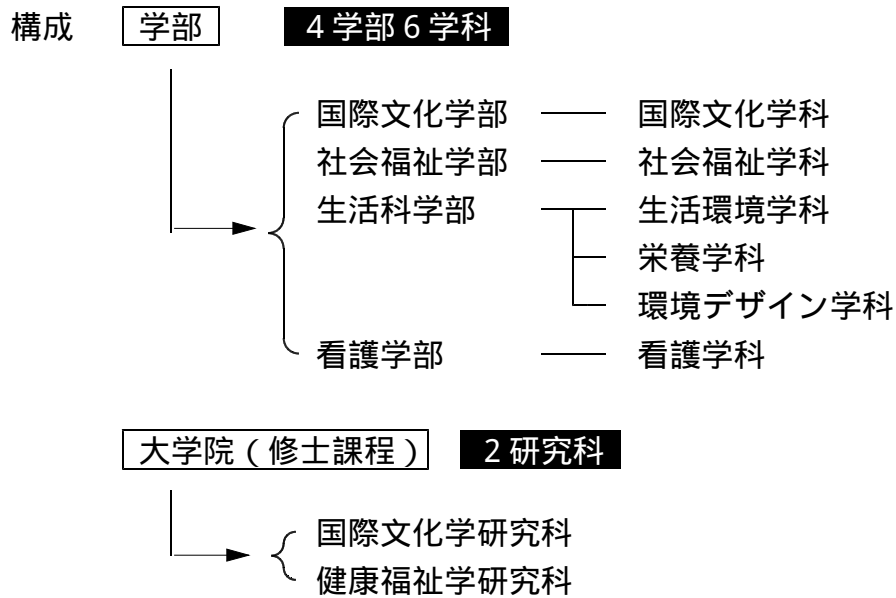 構成 学部 4学部6学科
国際文化学部 国際文化学科
社会福祉学部 社会福祉学科
生活科学部 生活環境学科
栄養学科
環境デザイン学科
看護学部 看護学科
大学院（修士課程） 2研究科
国際文化学研究科
健康福祉学研究科